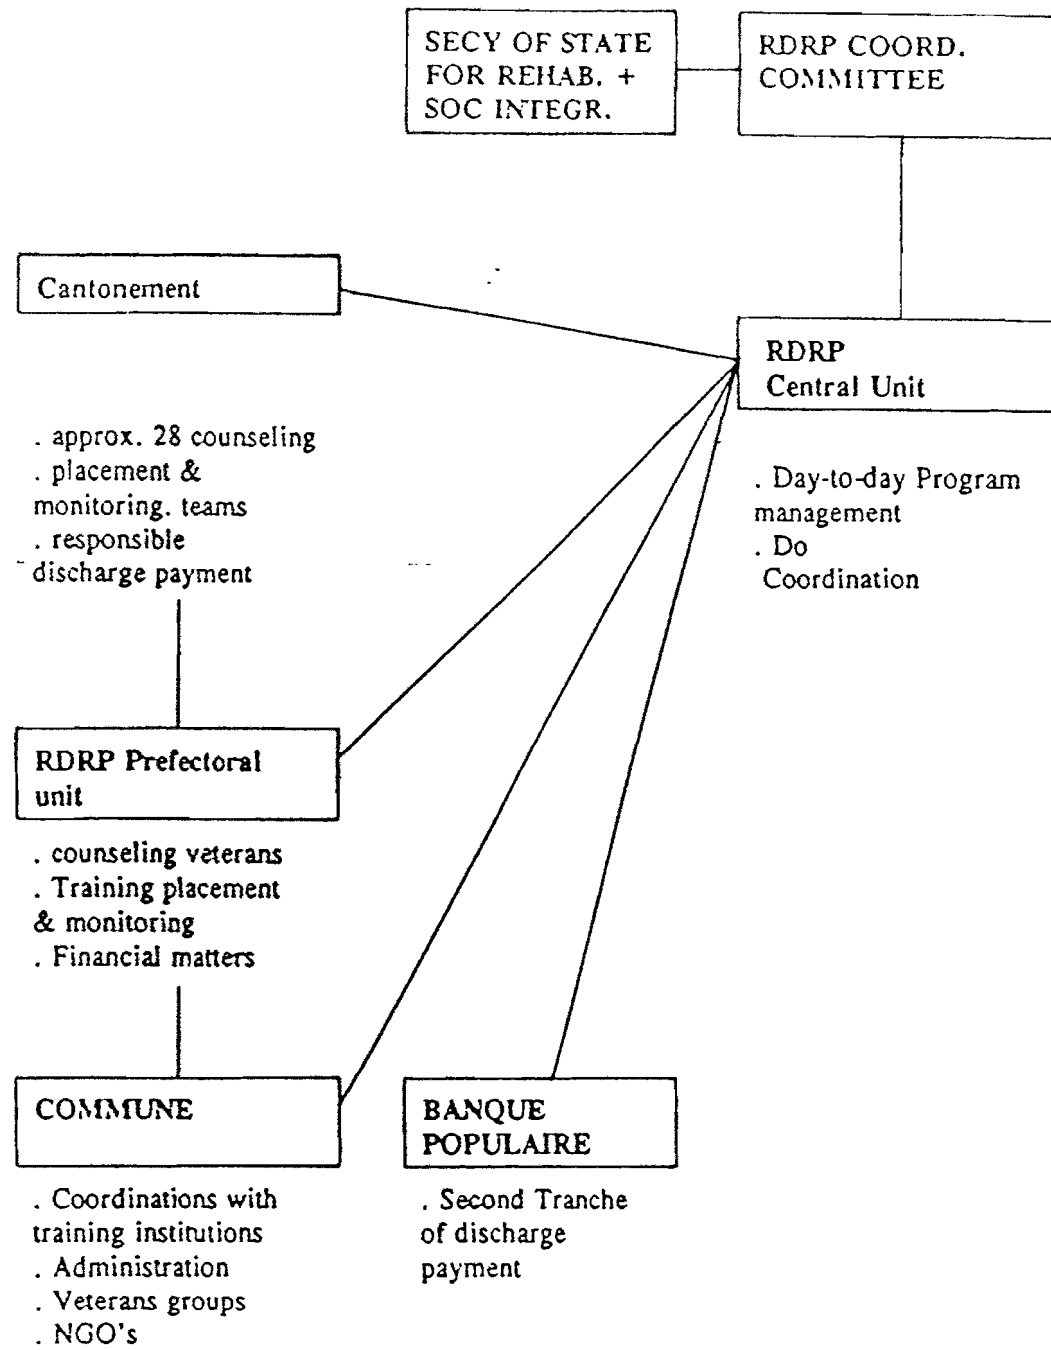 SECY OF STATE
FOR REHAB. +
SOC INTEGR.
RDRP COORD.
COMMITTEE
Cantonement
RDRP
Central Unit
. approx. 28 counseling
. placement &
monitoring. teams
. responsible
discharge payment
. Day-to-day Program
management
. Do
Coordination
RDRP Prefectoral
unit
. counseling veterans
. Training placement
& monitoring
. Financial matters
COMMUNE
BANQUE
POPULAIRE
. Coordinations with
training institutions
. Administration
. Veterans groups
. NGO's
. Second Tranche
of discharge
payment